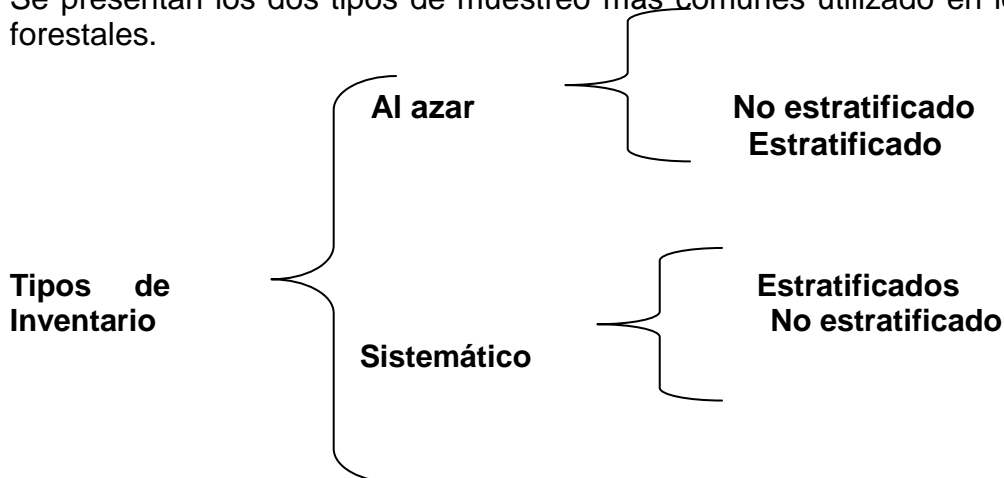 Se presentan los dos tipos de muestreo más comunes utilizado en
forestales.
Al azar
No estratificado
Estratificado
Tipos de
Inventario
Estratificados
No estratificado
Sistemático